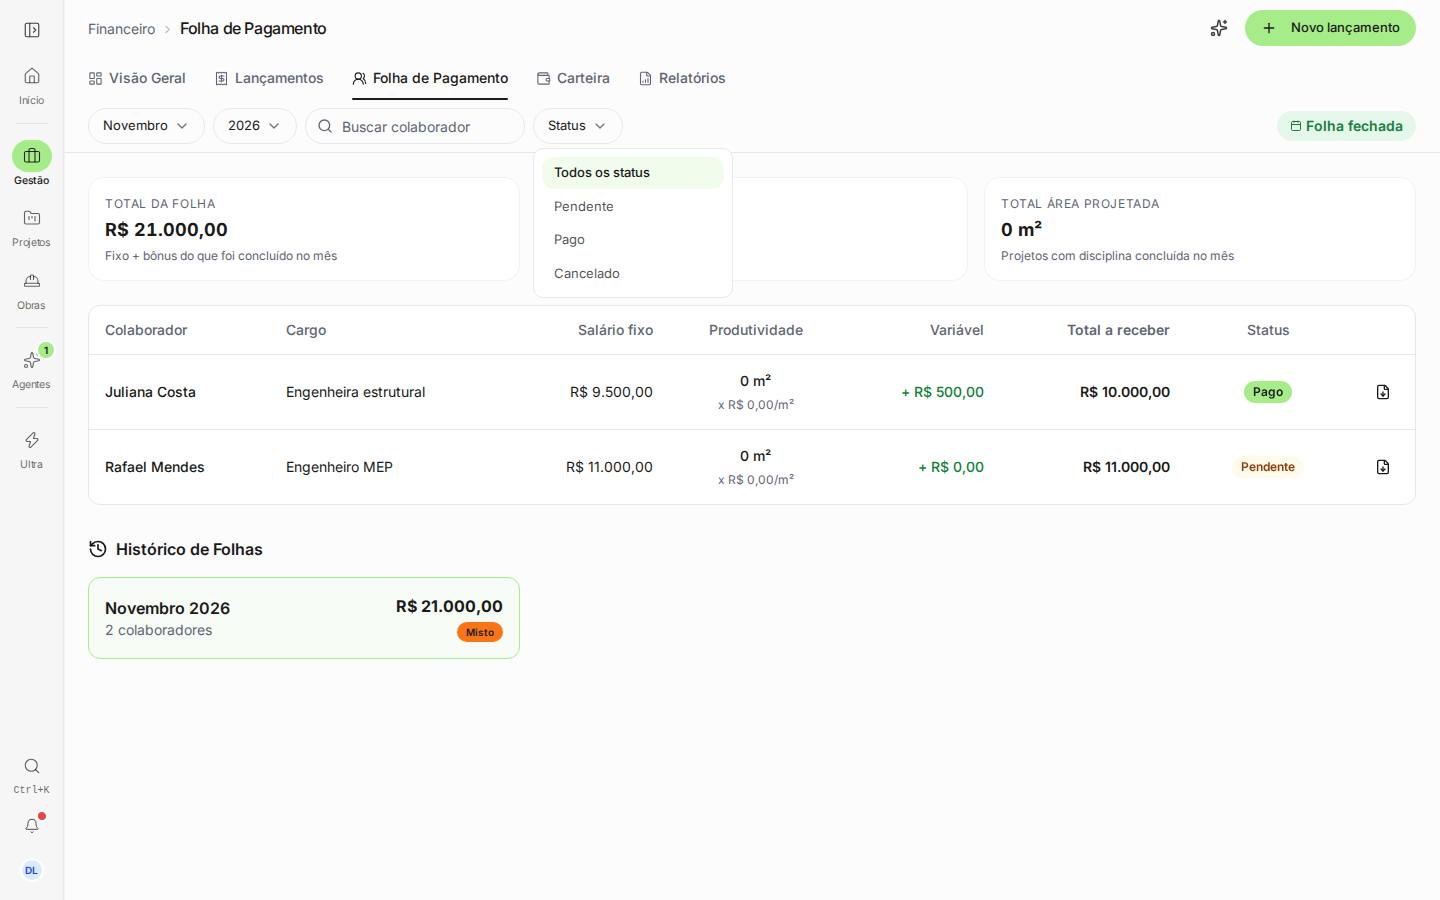 Início
Gestão
Projetos
Obras
1
Agentes
Ultra
Ctrl+K
DL
Financeiro
Folha de Pagamento
Novo lançamento
Visão Geral
Lançamentos
Folha de Pagamento
Carteira
Relatórios
Novembro
2026
Buscar colaborador
Status
Folha fechada
Todos os status
Pendente
Pago
Cancelado
TOTAL DA FOLHA
R$ 21.000,00
Fixo + bônus do que foi concluído no mês
TOTAL ÁREA PROJETADA
0 m²
Projetos com disciplina concluída no mês
Colaborador Cargo Salário fixo Produtividade Variável Total a receber Status
Juliana Costa Engenheira estrutural R$ 9.500,00 0 m² + R$ 500,00 R$ 10.000,00 Pago
x R$ 0,00/m²
Rafael Mendes Engenheiro MEP R$ 11.000,00 0 m² + R$ 0,00 R$ 11.000,00 Pendente
x R$ 0,00/m²
Histórico de Folhas
Novembro 2026 R$ 21.000,00
2 colaboradores Misto